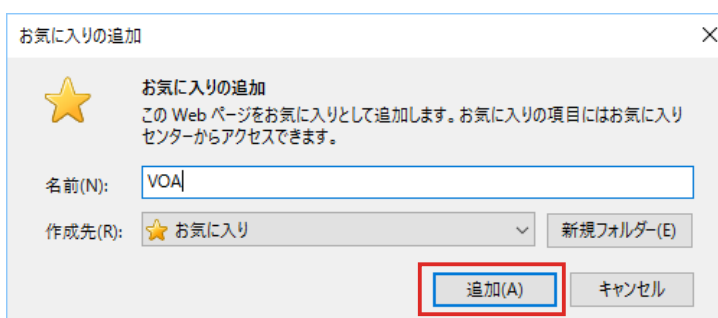 お気に入りの追加
お気に入りの追加
この Web ページをお気に入りとして追加します。お気に入りの項目にはお気に入り
センターからアクセスできます。
名前(N): VOA
作成先(R): お気に入り 新規フォルダー(E)
追加(A) キャンセル